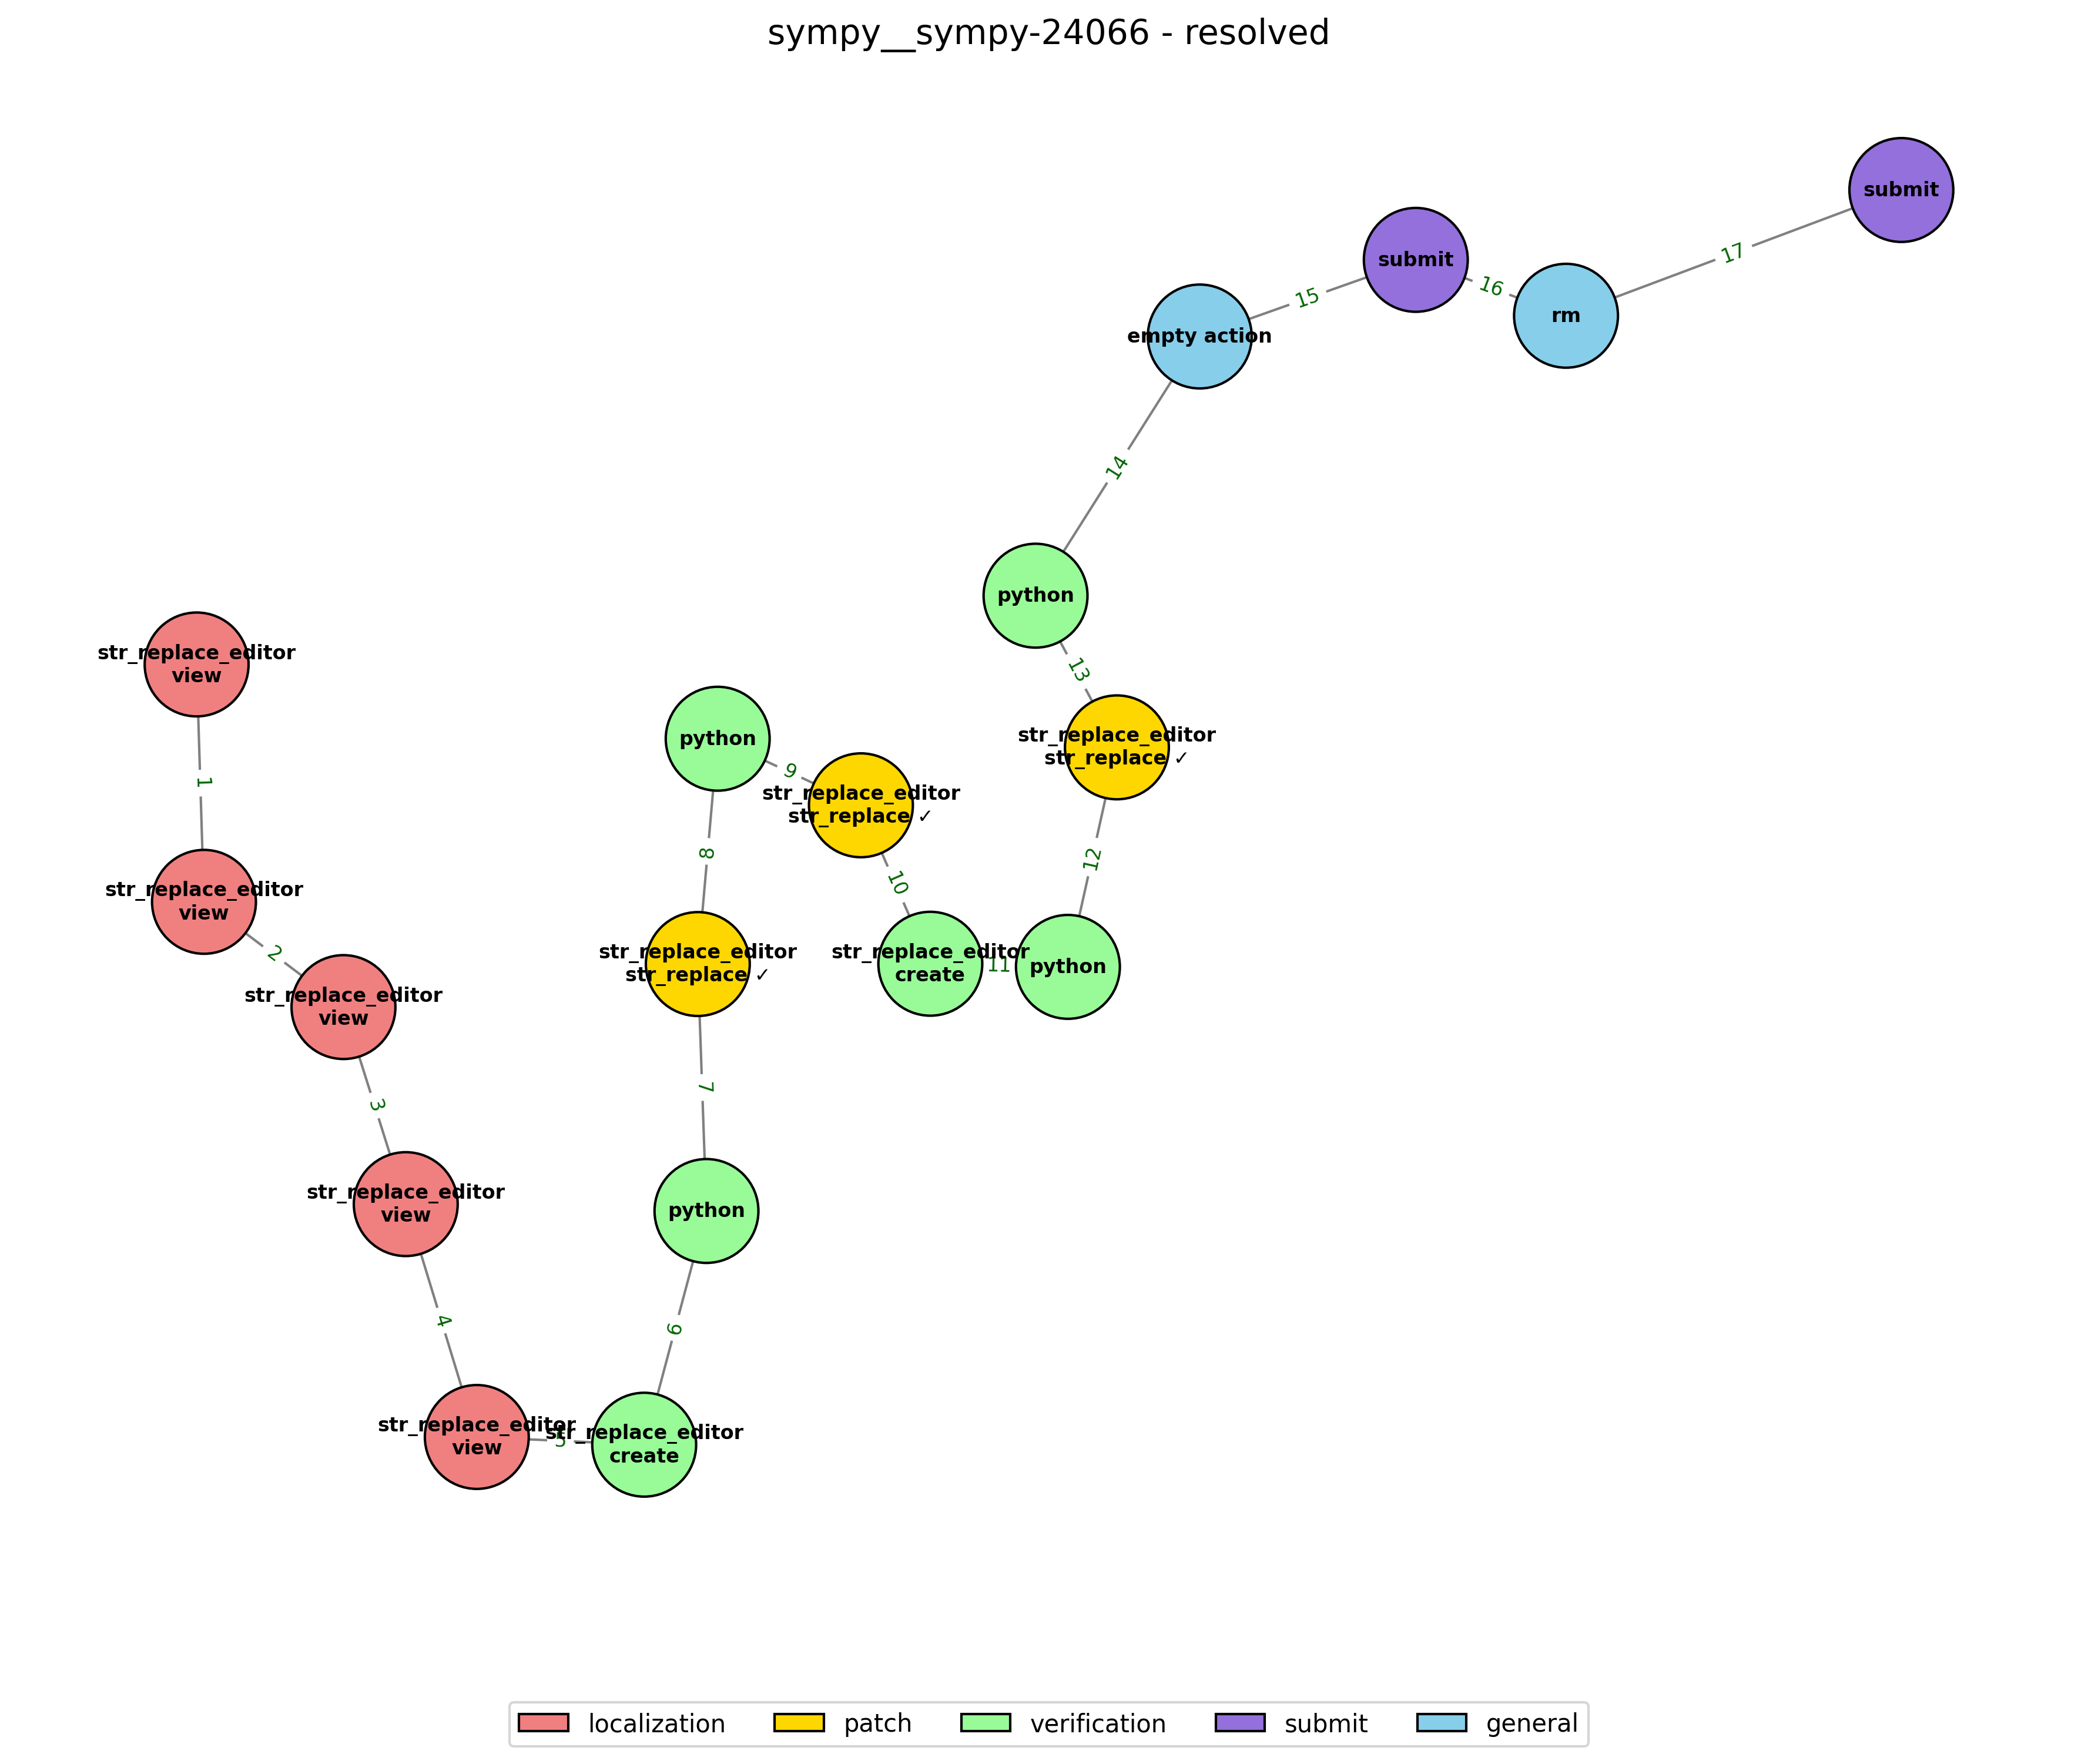 sympy__sympy-24066 - resolved
submit
submit
17
16
15
rm
empty action
14
python
13
str_replace_editor
view
python
str_replace_editor
str_replace ✓
9
1
str_replace_editor
str_replace ✓
8
12
10
str_replace_editor
view
2
str_replace_editor
str_replace ✓
str_replace_editor
create
11
python
str_replace_editor
view
7
3
str_replace_editor
view
python
4
6
str_replace_editor
view
5
str_replace_editor
create
localization
patch
verification
submit
general